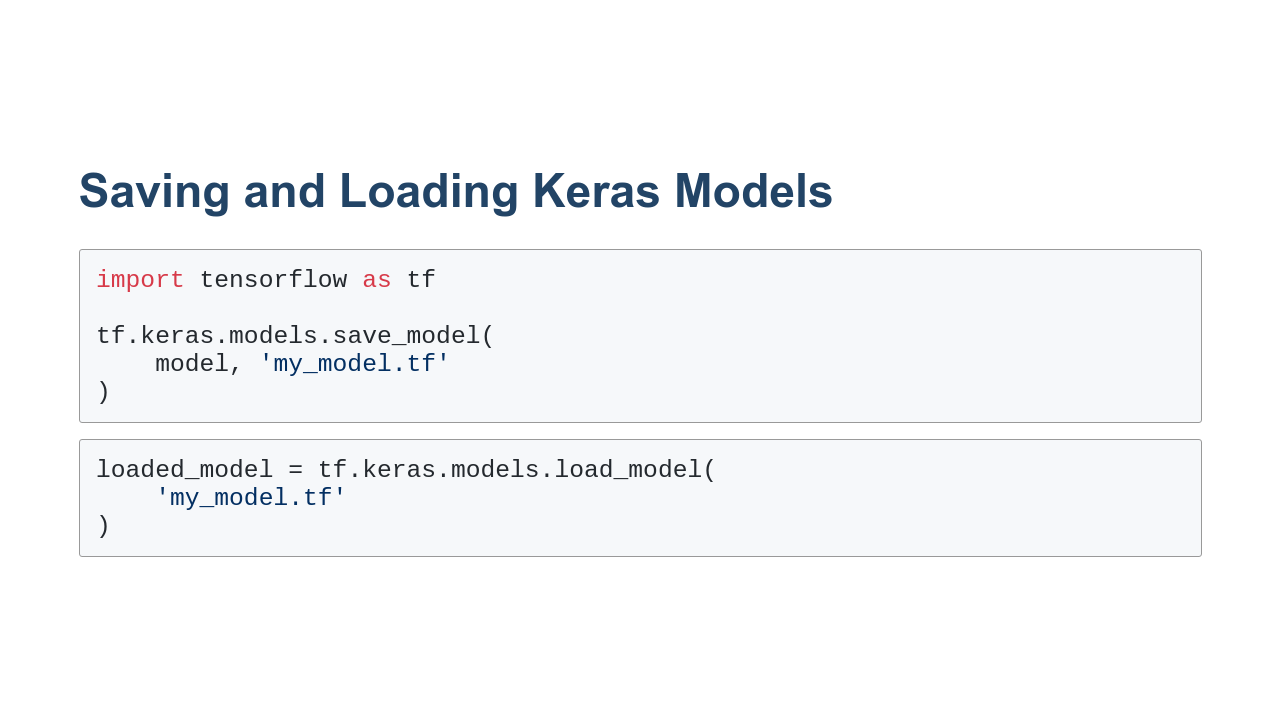 Saving and Loading Keras Models
import tensorflow as tf
tf.keras.models.save_model(
    model, 'my_model.tf'
)
loaded_model = tf.keras.models.load_model(
    'my_model.tf'
)